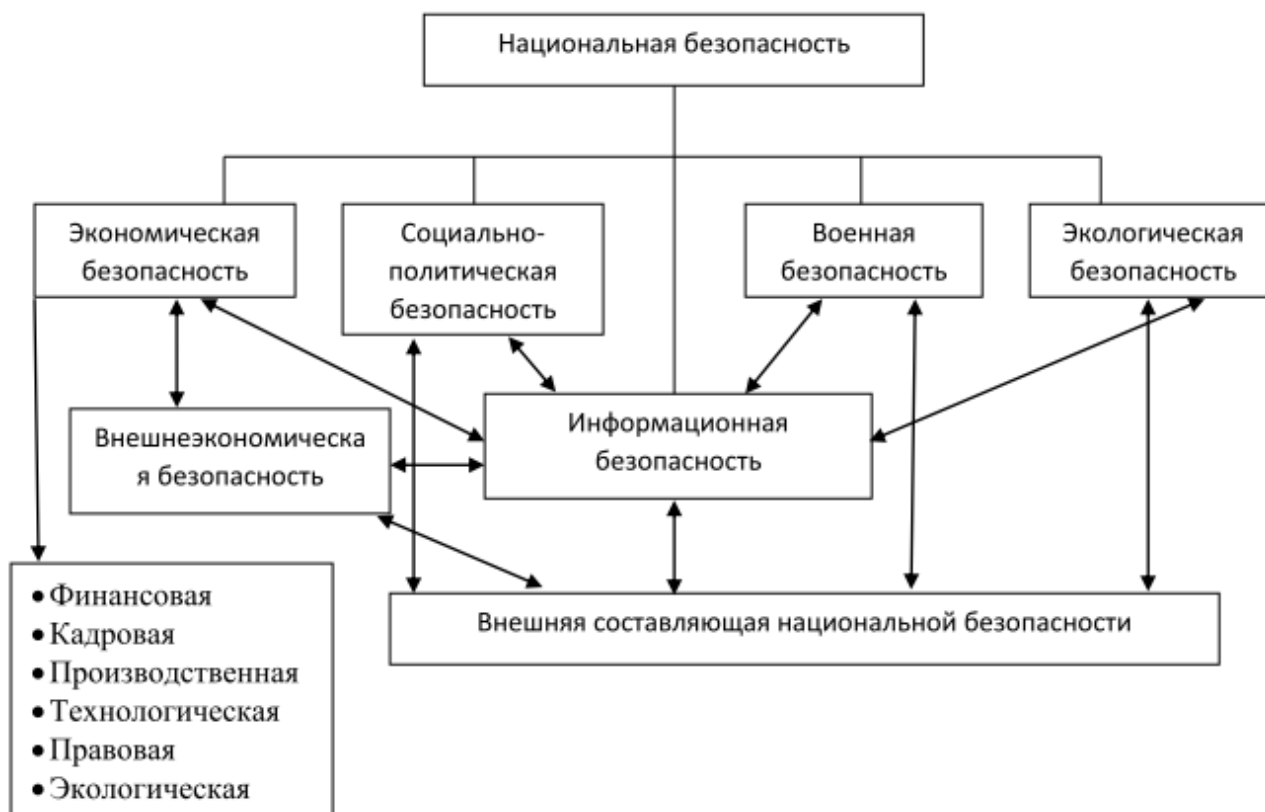 Национальная безопасность
Экономическая
безопасность
Социально-
политическая
безопасность
Военная
безопасность
Экологическая
безопасность
Внешнеэкономическа
я безопасность
Информационная
безопасность
• Финансовая
• Кадровая
• Производственная
• Технологическая
• Правовая
• Экологическая
Внешняя составляющая национальной безопасности